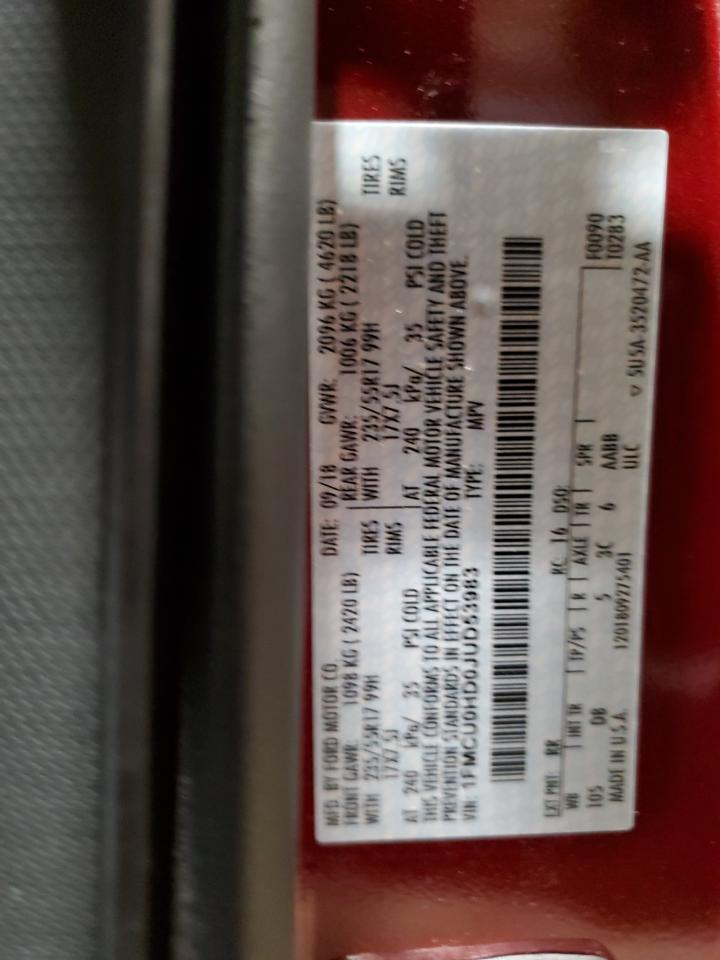 MFD. BY FORD MOTOR CO.
DATE: 09/18 GVWR: 2096 KG ( 4620 LB)
FRONT GAWR: 1098 KG ( 2420 LB) REAR GAWR: 1006 KG ( 2218 LB)
WITH 235/55R17 99H TIRES WITH 235/55R17 99H TIRES
17X7.5J RIMS 17X7.5J RIMS
AT 240 kPa/ 35 PSI COLD AT 240 kPa/ 35 PSI COLD
THIS VEHICLE CONFORMS TO ALL APPLICABLE FEDERAL MOTOR VEHICLE SAFETY AND THEFT
PREVENTION STANDARDS IN EFFECT ON THE DATE OF MANUFACTURE SHOWN ABOVE.
VIN: 1FMCU0HD0JUD53983 TYPE: MPV
EXT PNT: RR RC: 16 DSO: F0090
WB INT TR TP/PS R AXLE TR SPR T0283
105 DB 5 3C 6 AABB
MADE IN U.S.A. 1201809275401 ULC 5U5A-3520472-AA